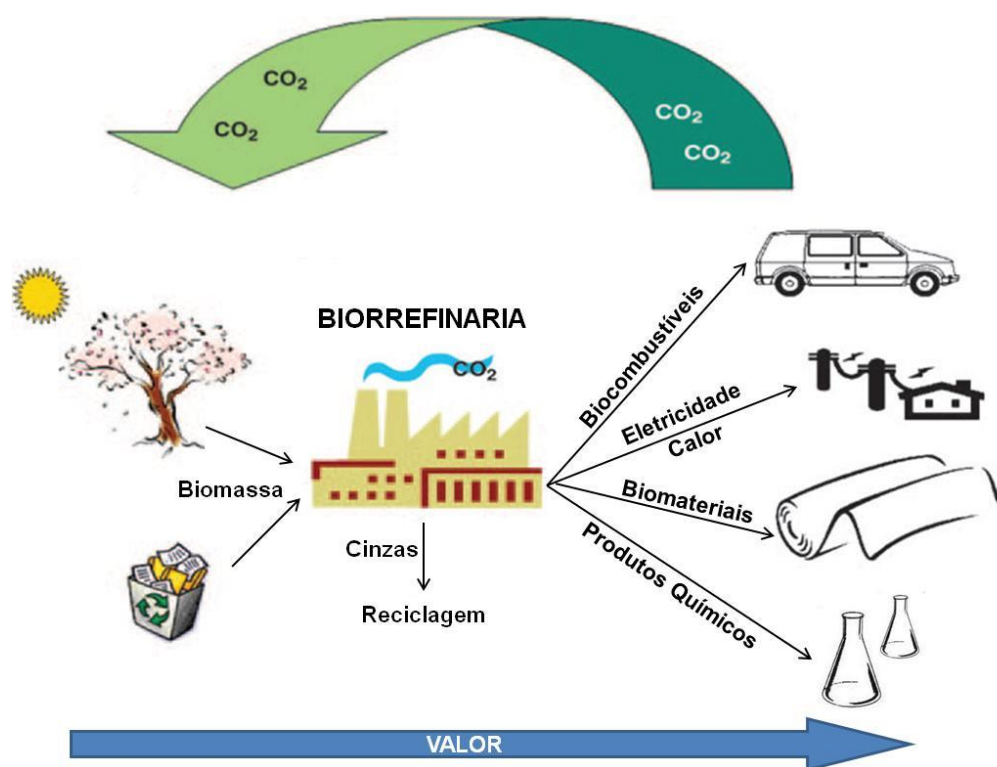 CO₂
CO₂
CO₂
CO₂
BIORREFINARIA
CO₂
Biomassa
Cinzas
Reciclagem
Biocombustíveis
Eletricidade
Calor
Biomateriais
Produtos Químicos
VALOR